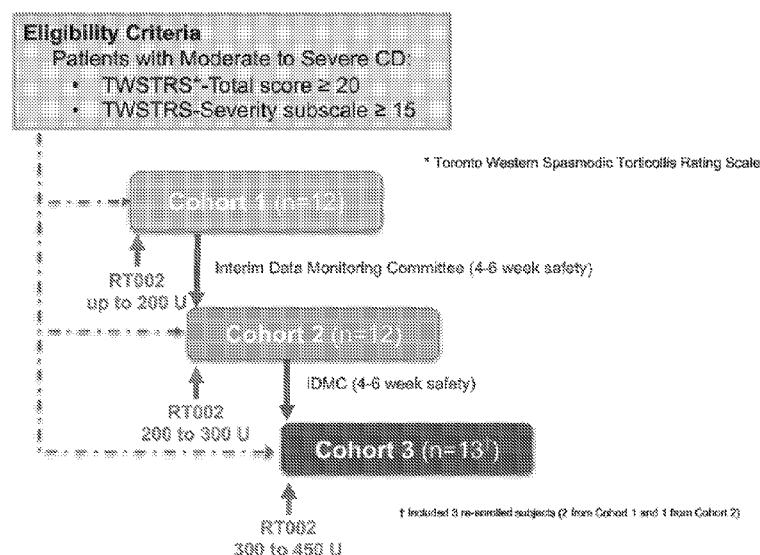 Eligibility Criteria
Patients with Moderate to Severe CD:
• TWSTRS*-Total score ≥ 20
• TWSTRS-Severity subscale ≥ 15
* Toronto Western Spasmodic Torticollis Rating Scale
Cohort 1 (n=12)
RT002
up to 200 U
Interim Data Monitoring Committee (4-6 week safety)
Cohort 2 (n=12)
RT002
200 to 300 U
IDMC (4-6 week safety)
Cohort 3 (n=13†)
RT002
300 to 450 U
† Included 3 re-enrolled subjects (2 from Cohort 1 and 1 from Cohort 2)